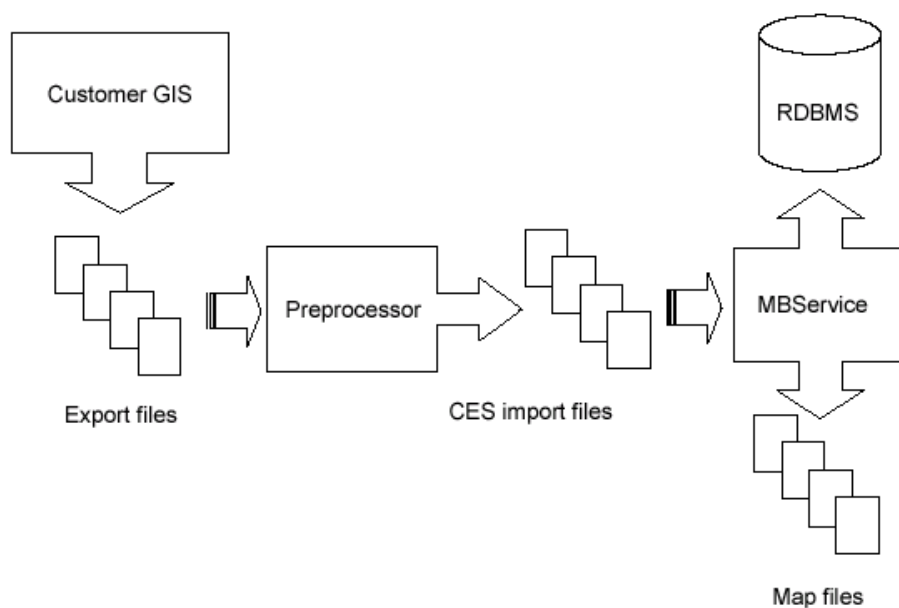 Customer GIS
RDBMS
Preprocessor
MBService
Export files
CES import files
Map files